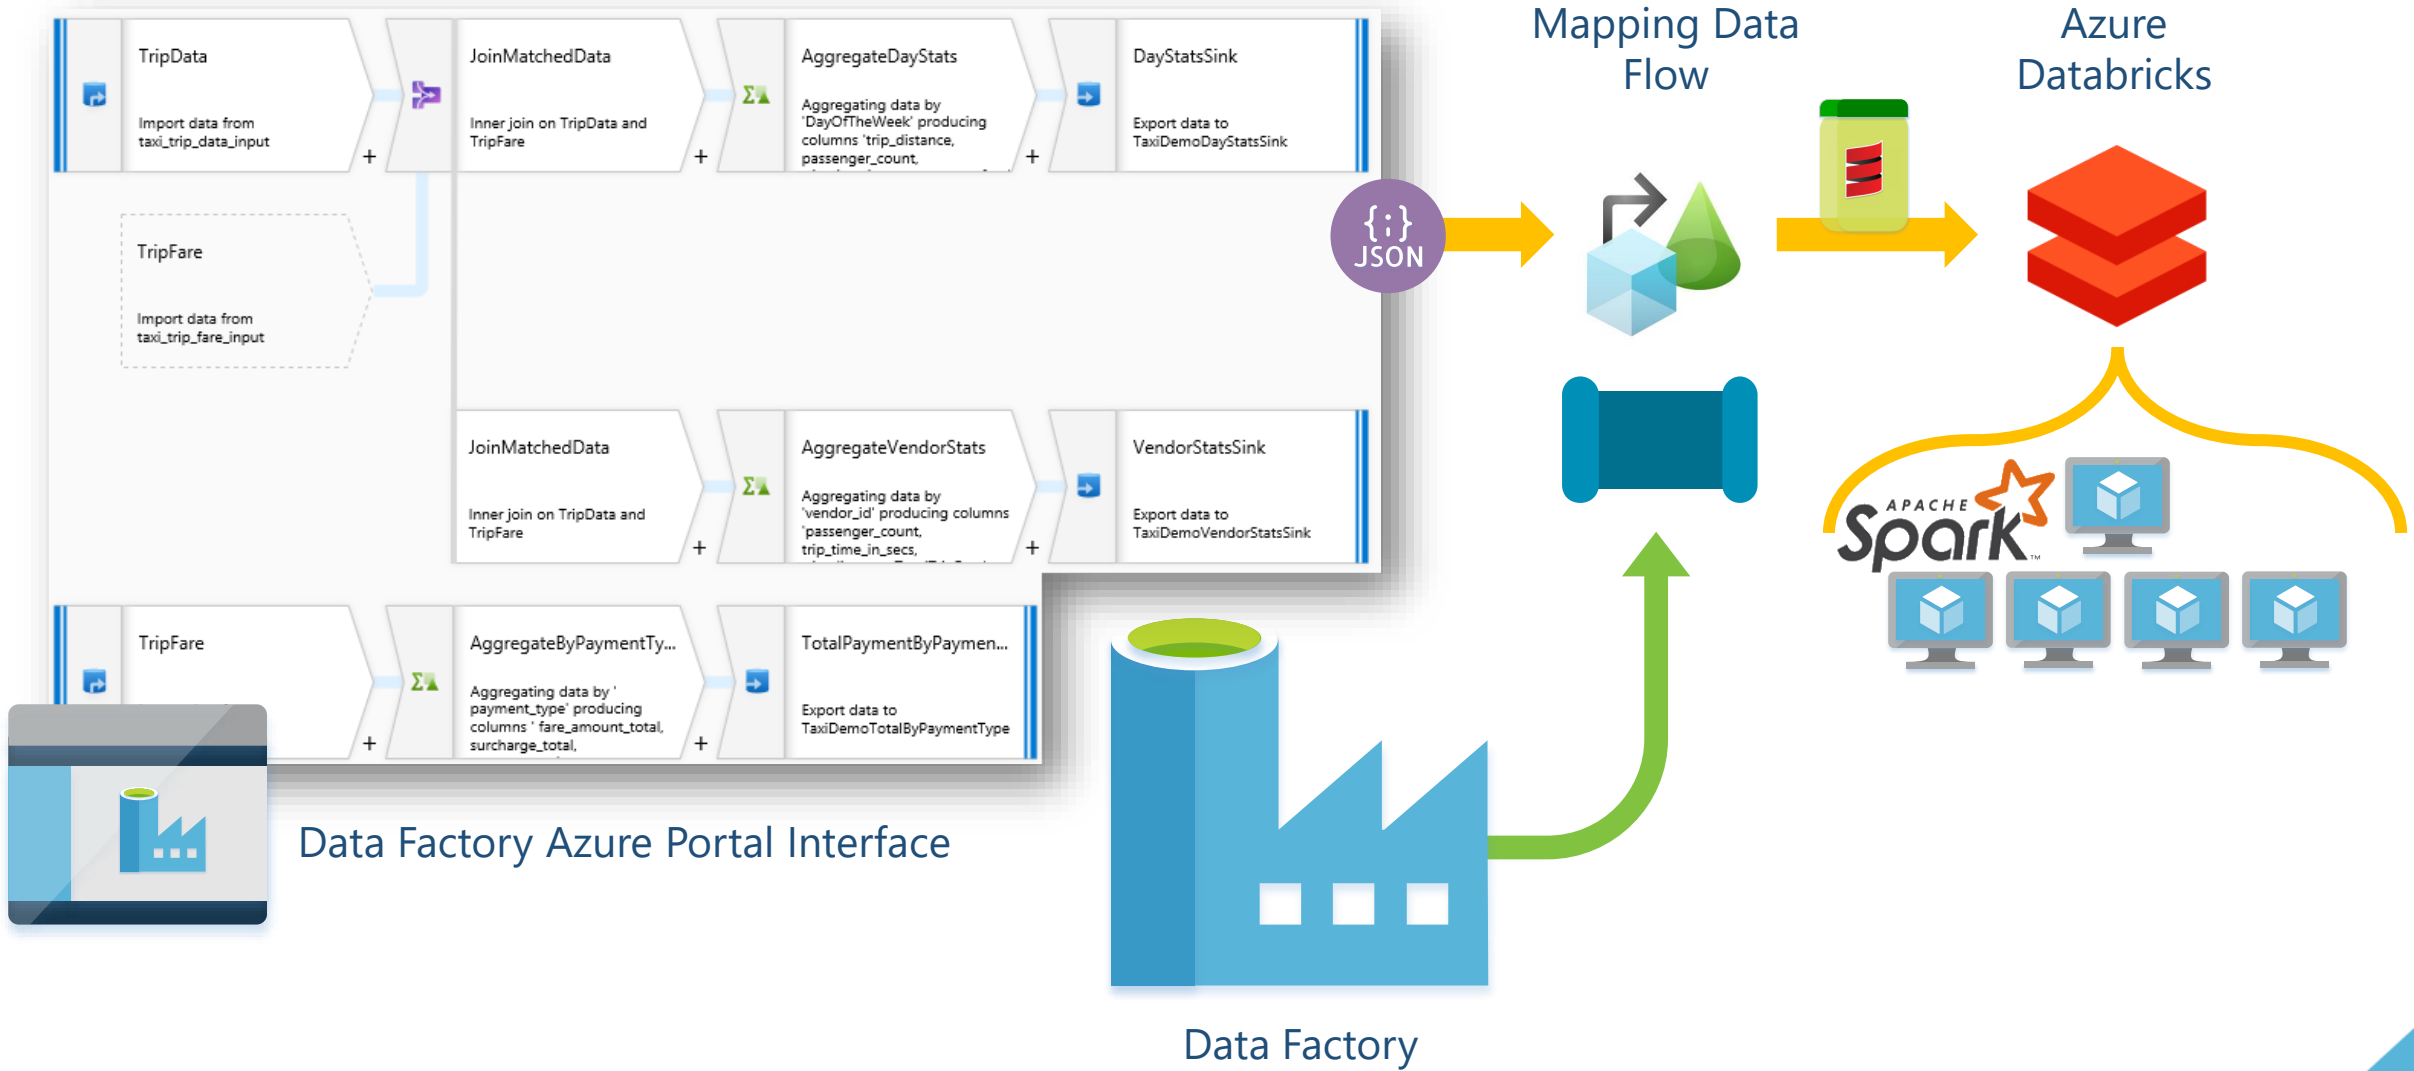 TripData
Import data from
taxi_trip_data_input
+
JoinMatchedData
Inner join on TripData and
TripFare
+
AggregateDayStats
Aggregating data by
'DayOfTheWeek' producing
columns 'trip_distance,
passenger_count,
+
DayStatsSink
Export data to
TaxiDemoDayStatsSink
TripFare
Import data from
taxi_trip_fare_input
JoinMatchedData
Inner join on TripData and
TripFare
+
AggregateVendorStats
Aggregating data by
'vendor_id' producing columns
'passenger_count,
trip_time_in_secs,
+
VendorStatsSink
Export data to
TaxiDemoVendorStatsSink
TripFare
+
AggregateByPaymentTy...
Aggregating data by '
payment_type' producing
columns ' fare_amount_total,
surcharge_total,
+
TotalPaymentByPaymen...
Export data to
TaxiDemoTotalByPaymentType
{;}
JSON
Mapping Data
Flow
Azure
Databricks
APACHE
Spark™
Data Factory Azure Portal Interface
Data Factory